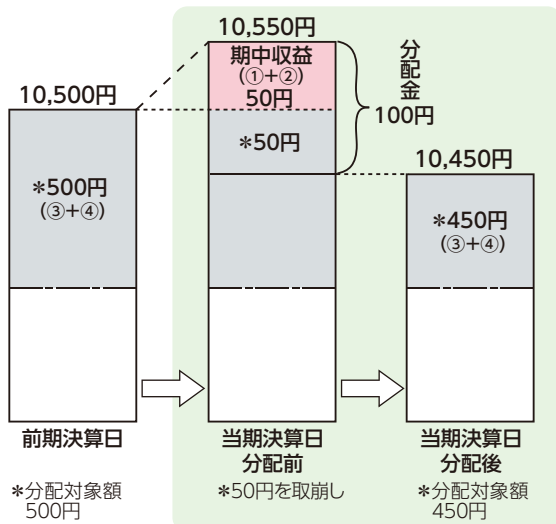 10,550円
期中収益
(①+②)
50円
分配金
100円
10,500円
*50円
10,450円
*500円
(③+④)
*450円
(③+④)
前期決算日
当期決算日
分配前
当期決算日
分配後
*分配対象額
500円
*50円を取崩し
*分配対象額
450円